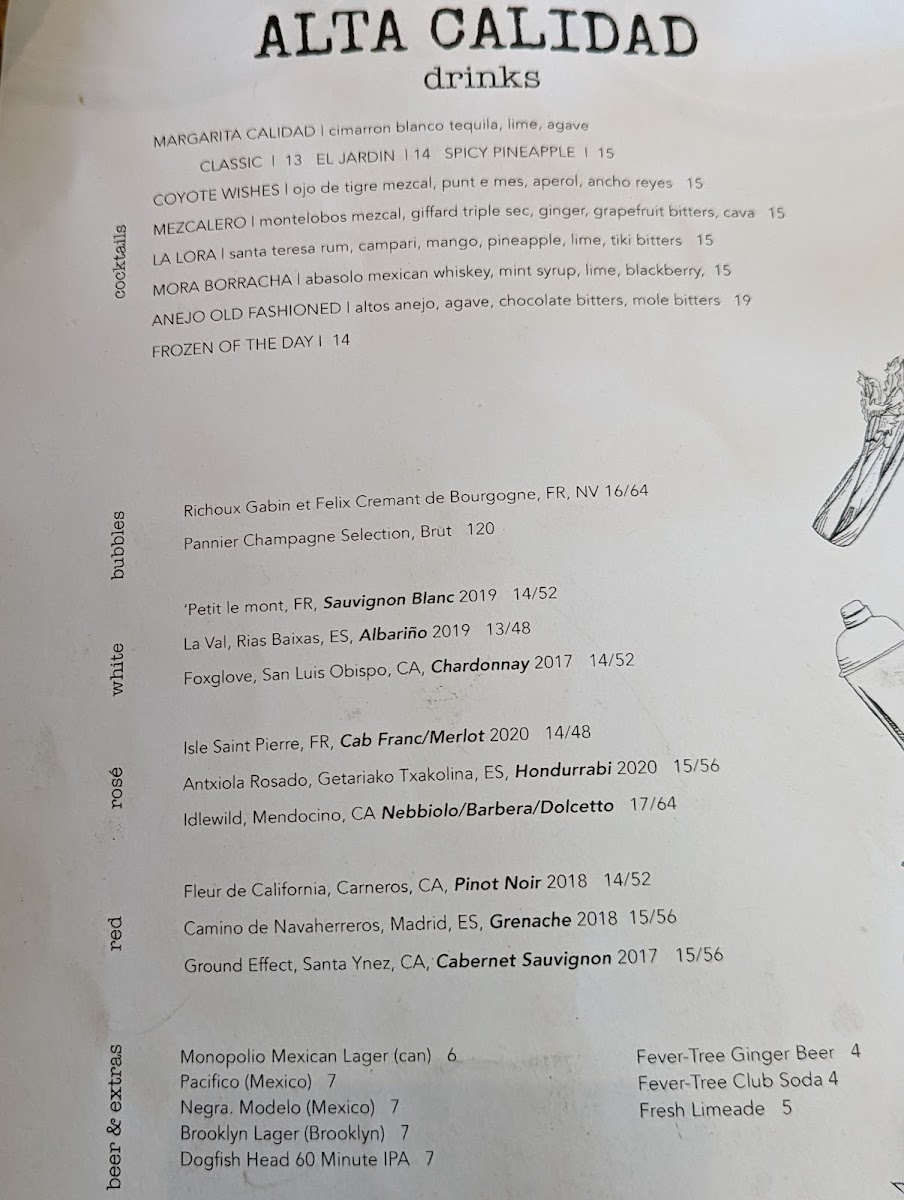 ALTA CALIDAD
drinks
cocktails
MARGARITA CALIDAD | cimarron blanco tequila, lime, agave
CLASSIC | 13 EL JARDIN | 14 SPICY PINEAPPLE | 15
COYOTE WISHES | ojo de tigre mezcal, punt e mes, aperol, ancho reyes 15
MEZCALERO | montelobos mezcal, giffard triple sec, ginger, grapefruit bitters, cava 15
LA LORA | santa teresa rum, campari, mango, pineapple, lime, tiki bitters 15
MORA BORRACHA | abasolo mexican whiskey, mint syrup, lime, blackberry, 15
ANEJO OLD FASHIONED | altos anejo, agave, chocolate bitters, mole bitters 19
FROZEN OF THE DAY | 14
bubbles
Richoux Gabin et Felix Cremant de Bourgogne, FR, NV 16/64
Pannier Champagne Selection, Brut 120
white
‘Petit le mont, FR, Sauvignon Blanc 2019 14/52
La Val, Rias Baixas, ES, Albariño 2019 13/48
Foxglove, San Luis Obispo, CA, Chardonnay 2017 14/52
rosé
Isle Saint Pierre, FR, Cab Franc/Merlot 2020 14/48
Antxiola Rosado, Getariako Txakolina, ES, Hondurrabi 2020 15/56
Idlewild, Mendocino, CA Nebbiolo/Barbera/Dolcetto 17/64
red
Fleur de California, Carneros, CA, Pinot Noir 2018 14/52
Camino de Navaherreros, Madrid, ES, Grenache 2018 15/56
Ground Effect, Santa Ynez, CA, Cabernet Sauvignon 2017 15/56
beer & extras
Monopolio Mexican Lager (can) 6
Pacifico (Mexico) 7
Negra. Modelo (Mexico) 7
Brooklyn Lager (Brooklyn) 7
Dogfish Head 60 Minute IPA 7
Fever-Tree Ginger Beer 4
Fever-Tree Club Soda 4
Fresh Limeade 5